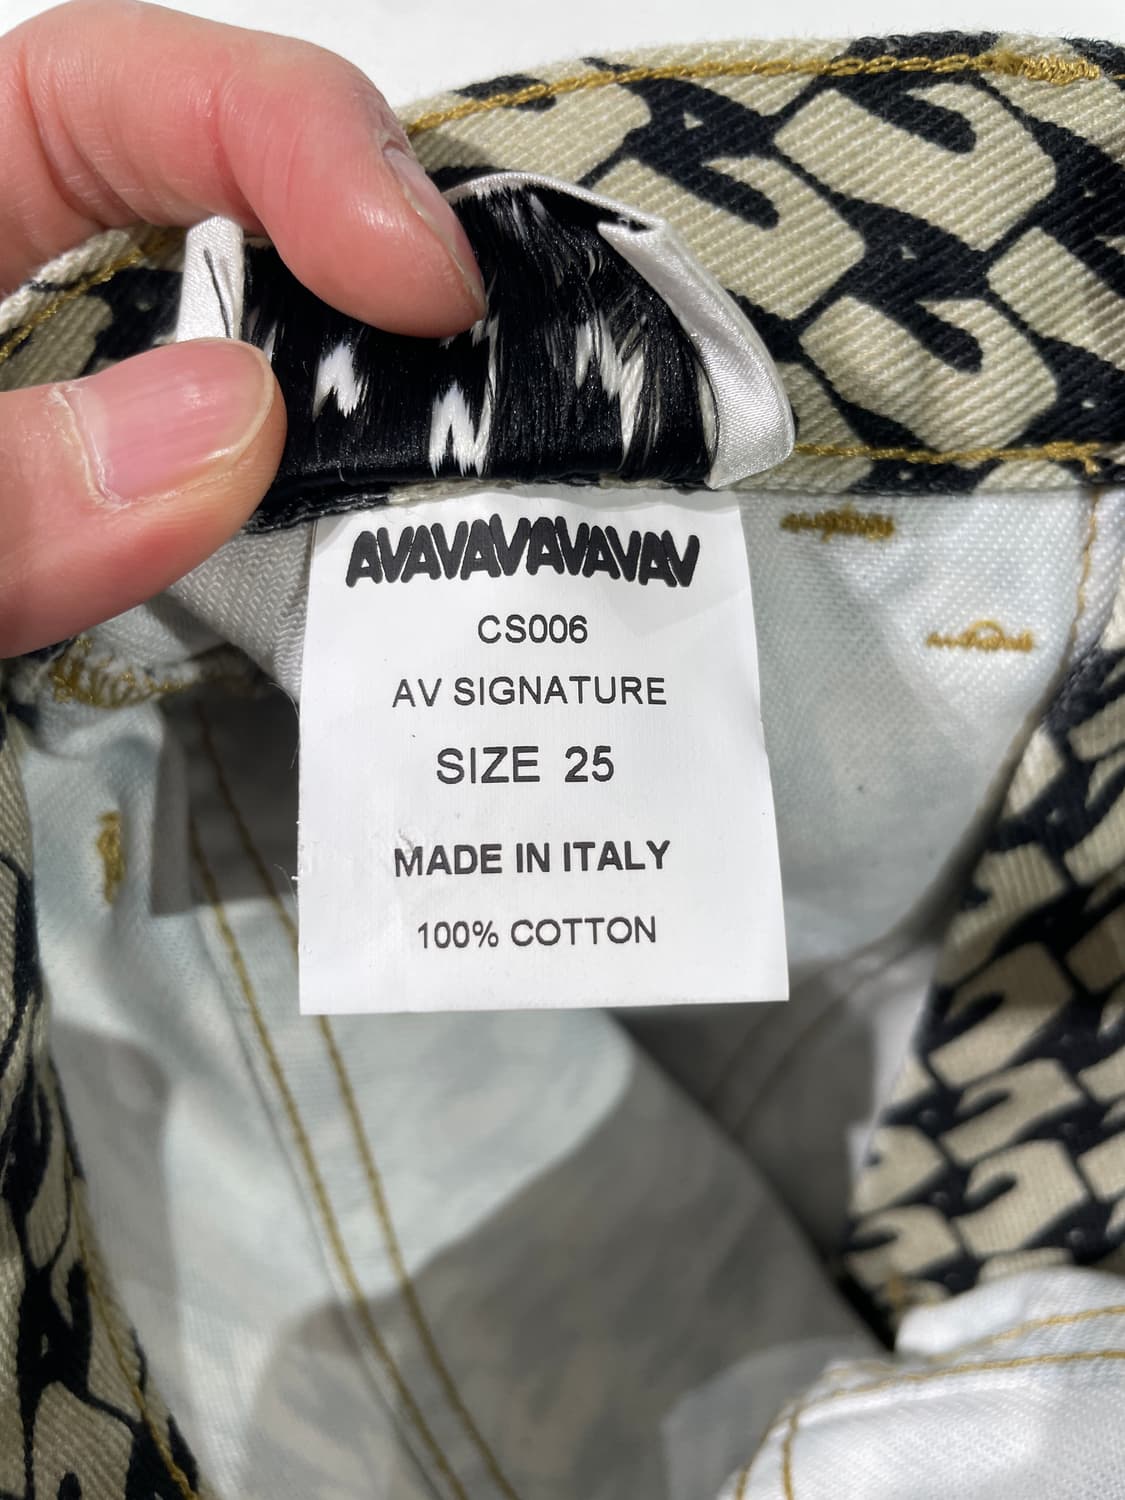 AVAVAVAVAVAV
CS006
AV SIGNATURE
SIZE 25
MADE IN ITALY
100% COTTON